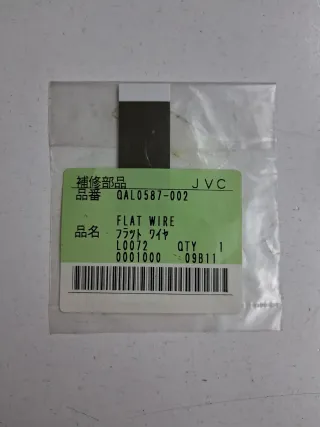 補修部品 JVC
品番 QAL0587-002
FLAT WIRE
品名 フラット ワイヤ
L0072 QTY 1
0001000 09B11